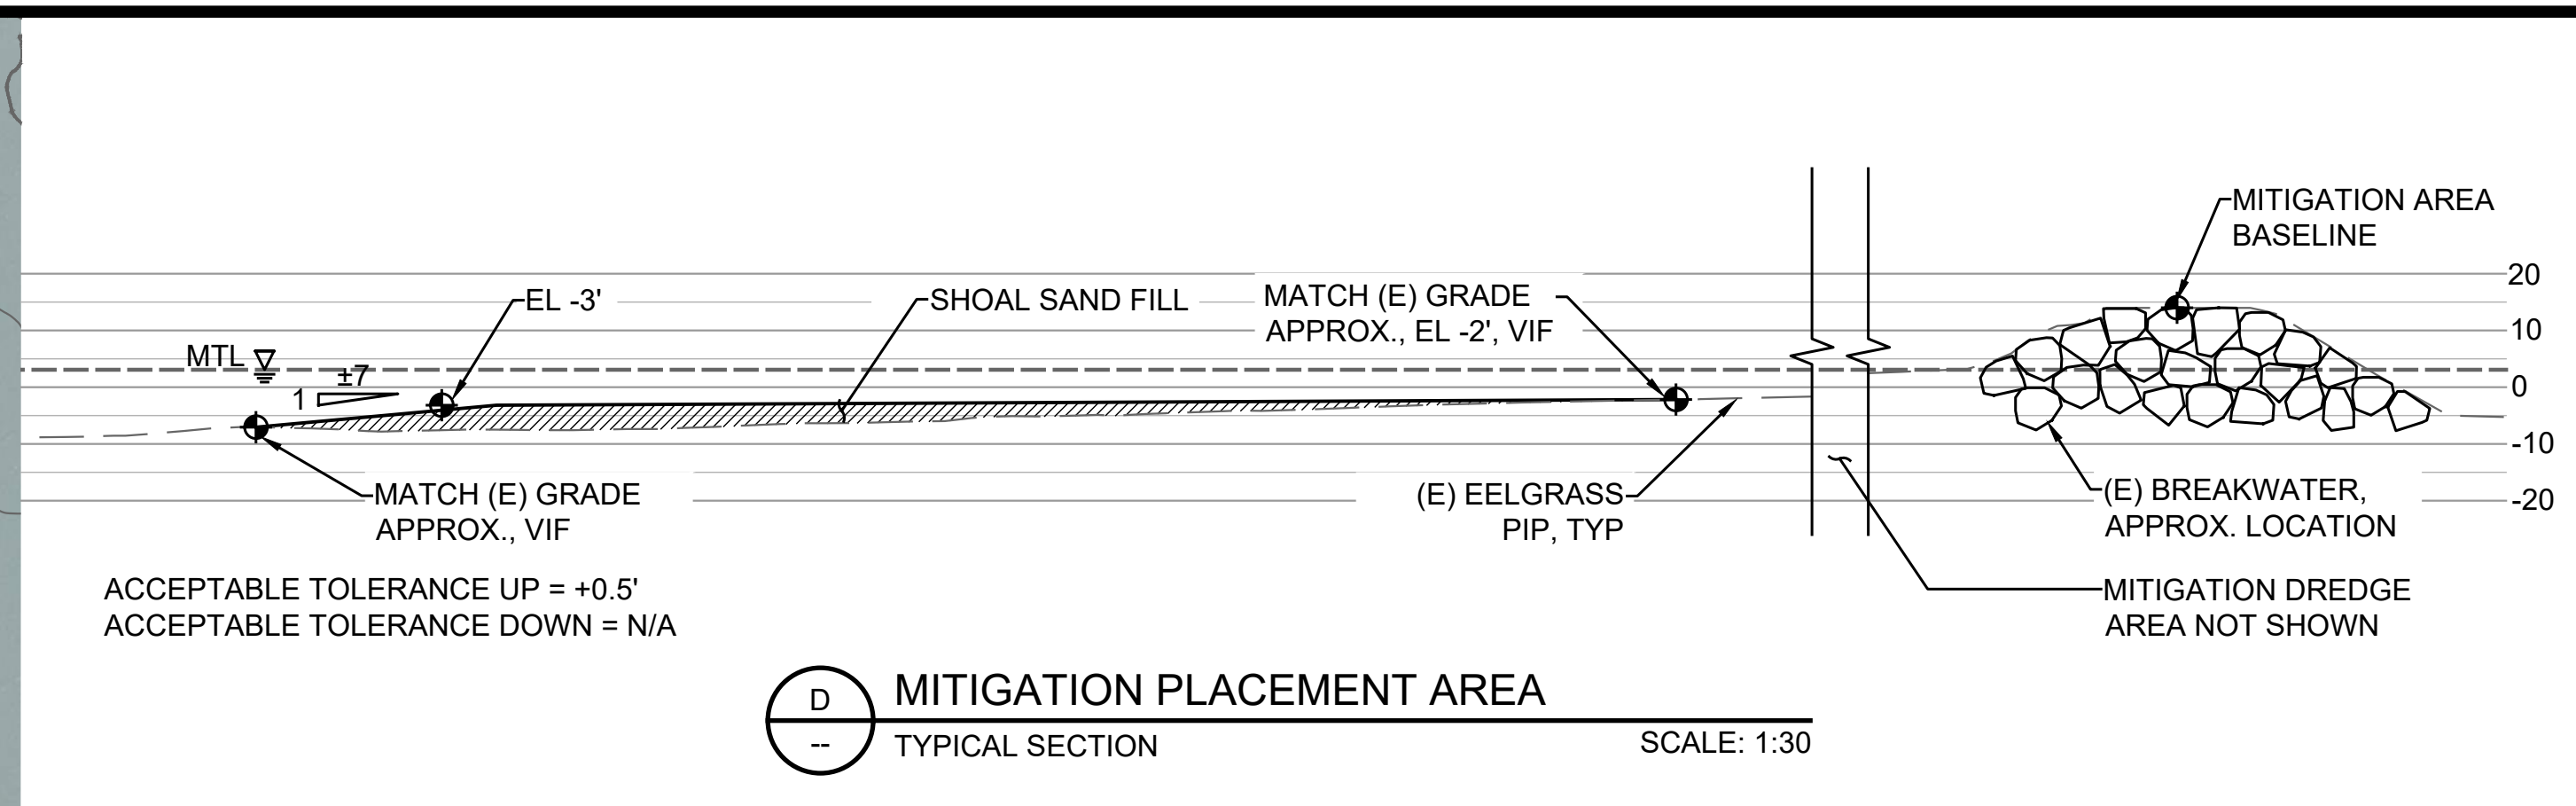 MITIGATION AREA
BASELINE
20
EL -3'
SHOAL SAND FILL
MATCH (E) GRADE
APPROX., EL -2', VIF
10
MTL
±7
1
0
-10
MATCH (E) GRADE
APPROX., VIF
(E) EELGRASS
PIP, TYP
(E) BREAKWATER,
APPROX. LOCATION
-20
ACCEPTABLE TOLERANCE UP = +0.5'
ACCEPTABLE TOLERANCE DOWN = N/A
MITIGATION DREDGE
AREA NOT SHOWN
D
--
MITIGATION PLACEMENT AREA
TYPICAL SECTION
SCALE: 1:30